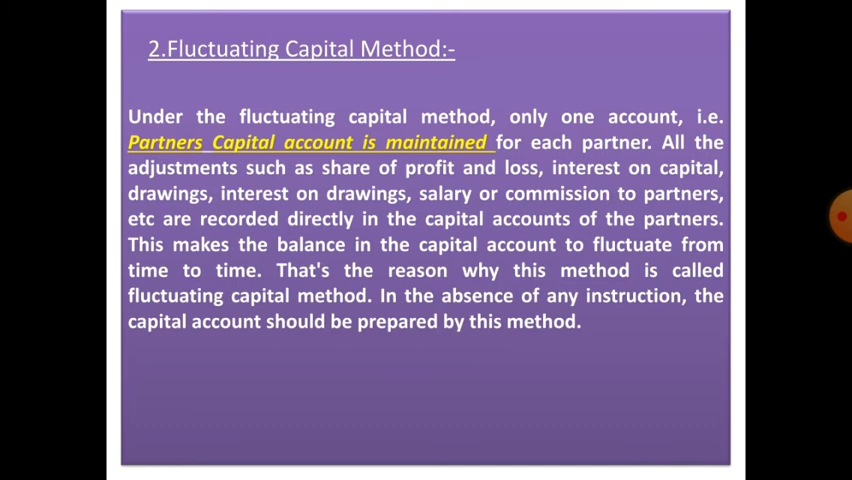 2.Fluctuating Capital Method:-
Under the fluctuating capital method, only one account, i.e.
Partners Capital account is maintained for each partner. All the
adjustments such as share of profit and loss, interest on capital,
drawings, interest on drawings, salary or commission to partners,
etc are recorded directly in the capital accounts of the partners.
This makes the balance in the capital account to fluctuate from
time to time. That's the reason why this method is called
fluctuating capital method. In the absence of any instruction, the
capital account should be prepared by this method.